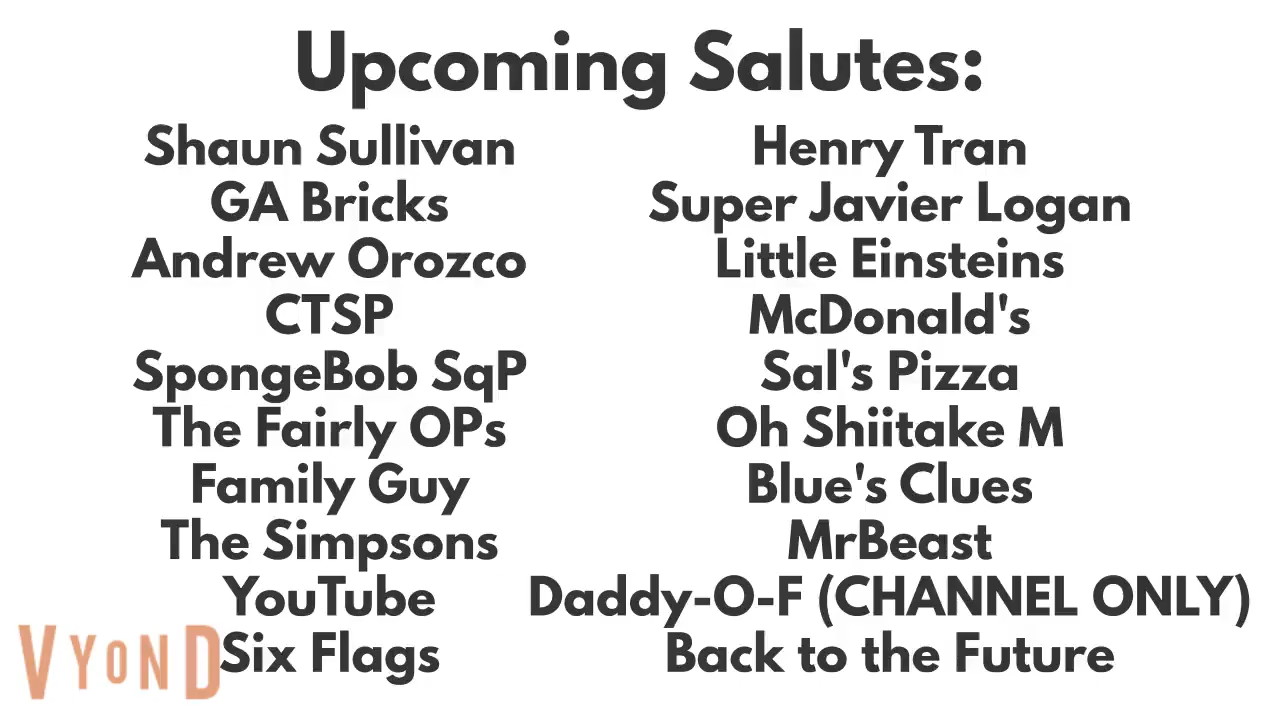 Upcoming Salutes:
Shaun Sullivan
GA Bricks
Andrew Orozco
CTSP
SpongeBob SqP
The Fairly OPs
Family Guy
The Simpsons
YouTube
Six Flags
Henry Tran
Super Javier Logan
Little Einsteins
McDonald's
Sal's Pizza
Oh Shiitake M
Blue's Clues
MrBeast
Daddy-O-F (CHANNEL ONLY)
Back to the Future
VYOND